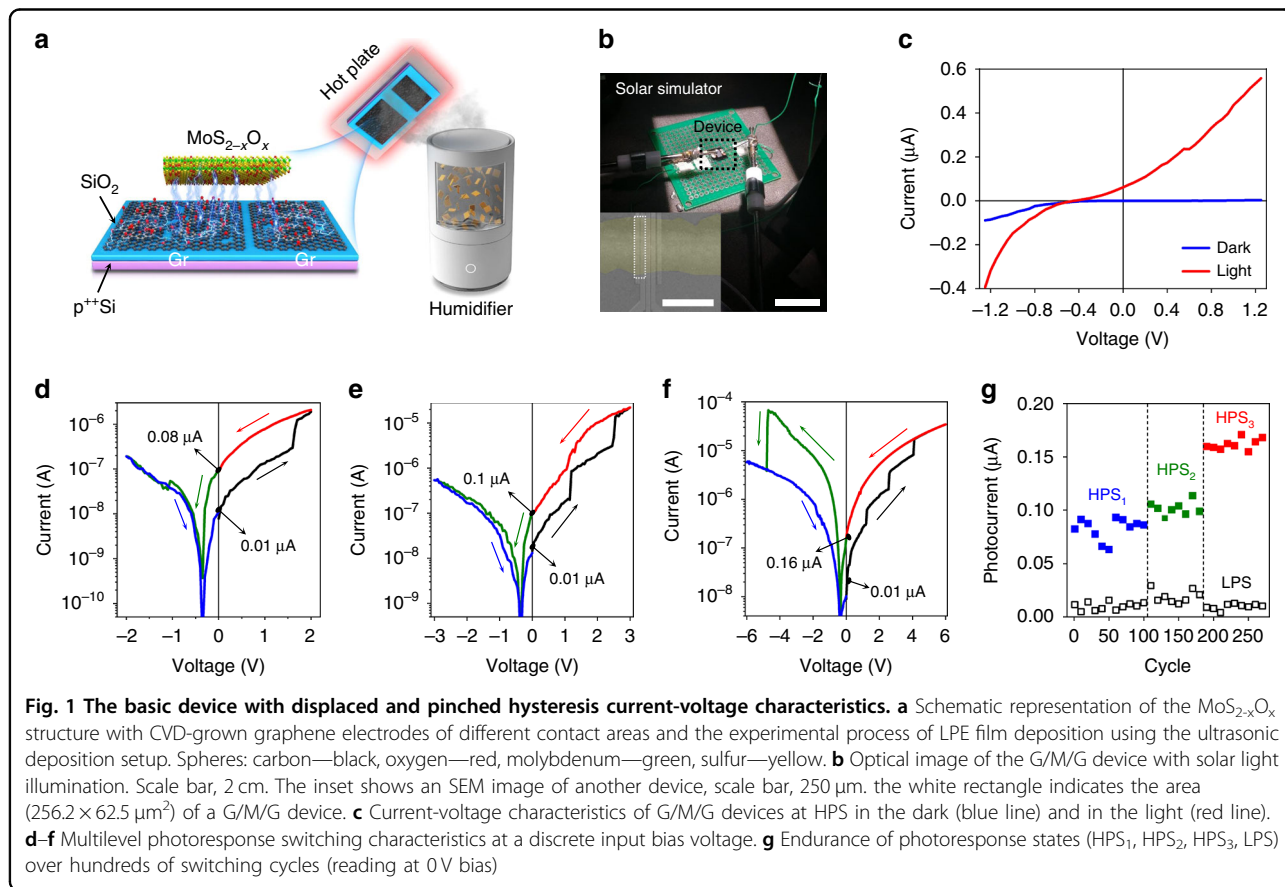 a
Hot plate
MoS2-xOx
SiO2
Gr
Gr
p++Si
Humidifier
b
Solar simulator
Device
c
0.6
0.4
0.2
0.0
−0.2
−0.4
Current (µA)
Dark
Light
−1.2
−0.8
−0.4
0.0
0.4
0.8
1.2
Voltage (V)
d
10−6
10−7
10−8
10−9
10−10
Current (A)
0.08 µA
0.01 µA
−2
−1
0
1
2
Voltage (V)
e
10−5
10−6
10−7
10−8
10−9
Current (A)
0.1 µA
0.01 µA
−3
−2
−1
0
1
2
3
Voltage (V)
f
10−4
10−5
10−6
10−7
10−8
Current (A)
0.16 µA
0.01 µA
−6
−4
−2
0
2
4
6
Voltage (V)
g
0.20
0.15
0.10
0.05
0.00
Photocurrent (µA)
HPS1
HPS2
HPS3
LPS
0
50
100
150
200
250
Cycle
Fig. 1 The basic device with displaced and pinched hysteresis current-voltage characteristics. a Schematic representation of the MoS2-xOx
structure with CVD-grown graphene electrodes of different contact areas and the experimental process of LPE film deposition using the ultrasonic
deposition setup. Spheres: carbon—black, oxygen—red, molybdenum—green, sulfur—yellow. b Optical image of the G/M/G device with solar light
illumination. Scale bar, 2 cm. The inset shows an SEM image of another device, scale bar, 250 µm. the white rectangle indicates the area
(256.2 × 62.5 µm2) of a G/M/G device. c Current-voltage characteristics of G/M/G devices at HPS in the dark (blue line) and in the light (red line).
d–f Multilevel photoresponse switching characteristics at a discrete input bias voltage. g Endurance of photoresponse states (HPS1, HPS2, HPS3, LPS)
over hundreds of switching cycles (reading at 0 V bias)